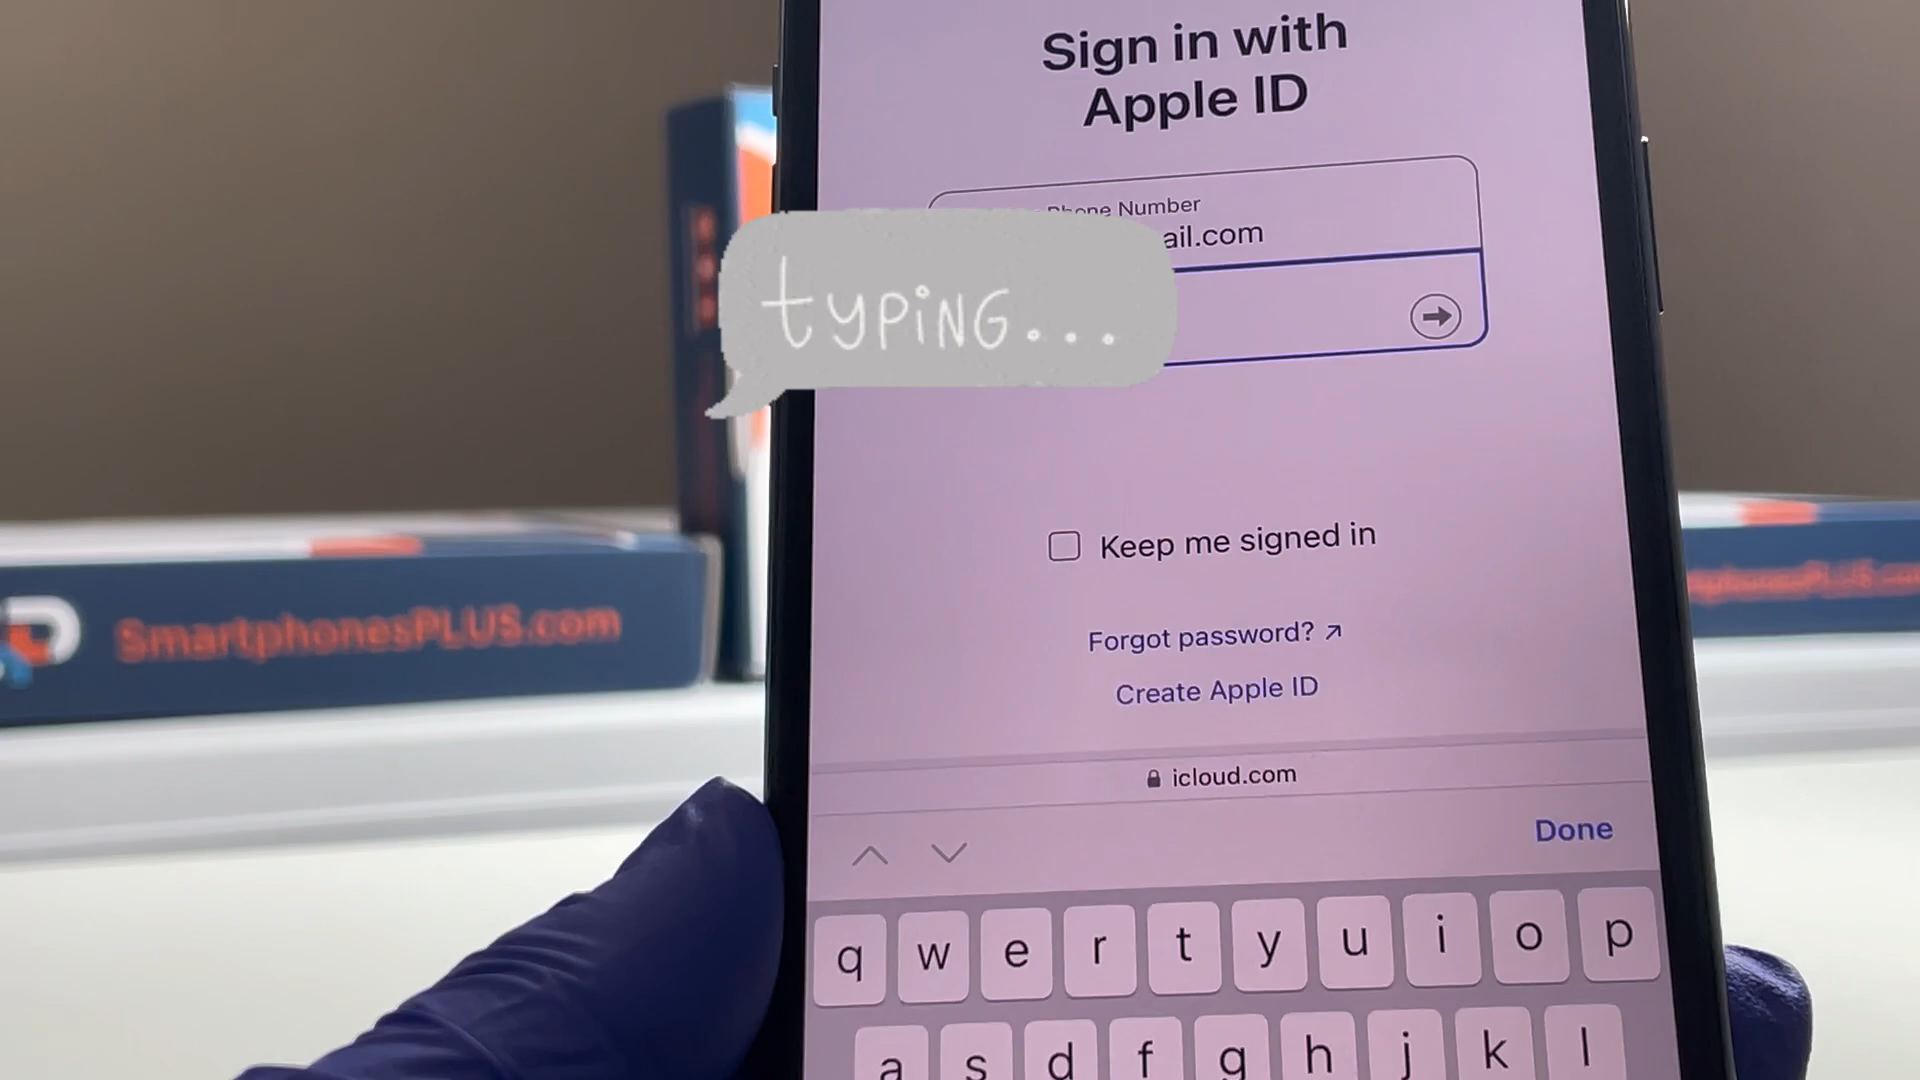 Sign in with
Apple ID
Phone Number
ail.com
typing...
Keep me signed in
Forgot password? ↗
Create Apple ID
SmartphonesPLUS.com
icloud.com
Done
q w e r t y u i o p
a s d f g h j k l